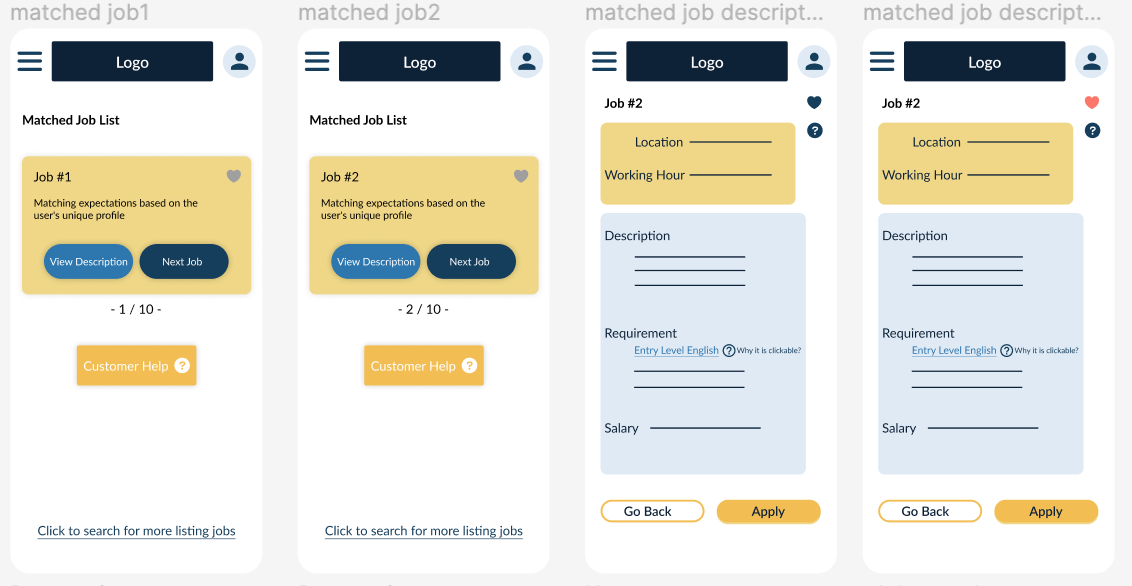 matched job1
Logo
Matched Job List
Job #1
Matching expectations based on the
user's unique profile
View Description
Next Job
- 1 / 10 -
Customer Help ?
Click to search for more listing jobs
matched job2
Logo
Matched Job List
Job #2
Matching expectations based on the
user's unique profile
View Description
Next Job
- 2 / 10 -
Customer Help ?
Click to search for more listing jobs
matched job descript...
Logo
Job #2
?
Location
Working Hour
Description
Requirement
Entry Level English ? Why it is clickable?
Salary
Go Back
Apply
matched job descript...
Logo
Job #2
?
Location
Working Hour
Description
Requirement
Entry Level English ? Why it is clickable?
Salary
Go Back
Apply